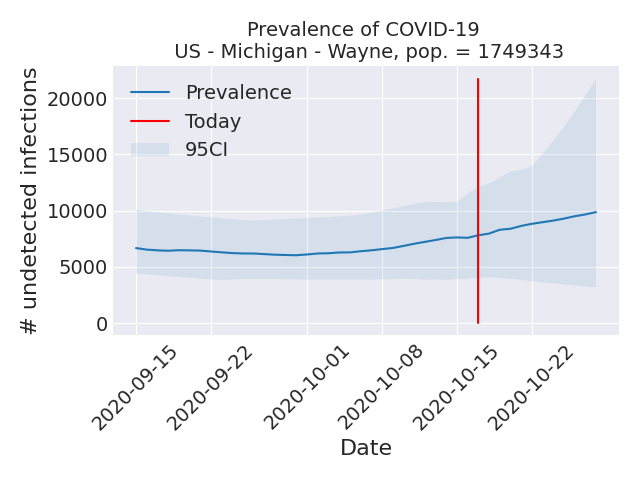 Prevalence of COVID-19
US - Michigan - Wayne, pop. = 1749343
# undetected infections
20000
15000
10000
5000
0
Prevalence
Today
95CI
2020-09-15
2020-09-22
2020-10-01
2020-10-08
2020-10-15
2020-10-22
Date